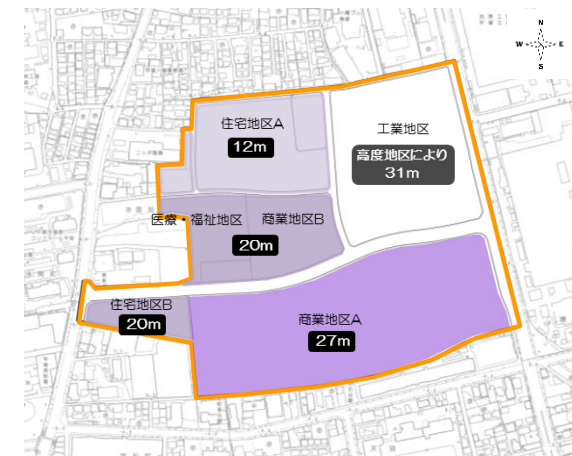 N
W
E
S
住宅地区A
12m
工業地区
高度地区により
31m
医療・福祉地区
商業地区B
20m
住宅地区B
20m
商業地区A
27m